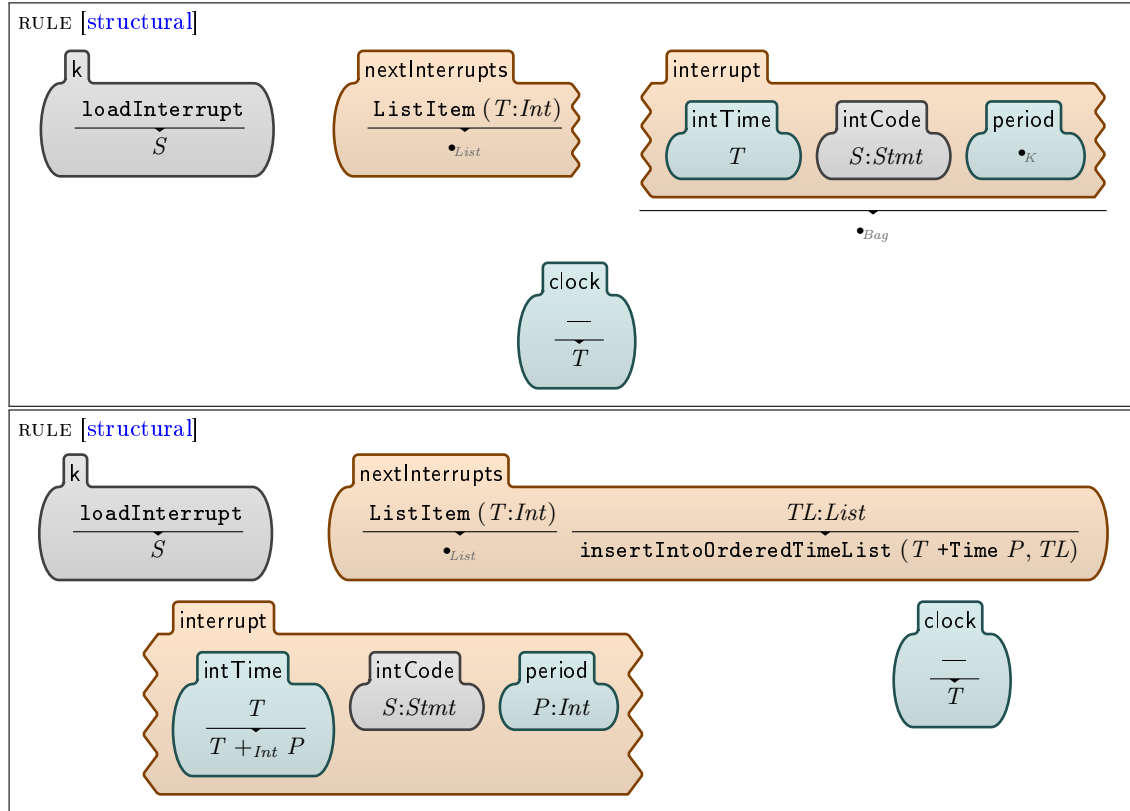 RULE [structural]
k
nextInterrupts
interrupt
loadInterrupt
S
ListItem (T:Int)
•List
intTime
intCode
period
T
S:Stmt
•K
•Bag
clock
—
T
RULE [structural]
k
nextInterrupts
loadInterrupt
S
ListItem (T:Int)
•List
TL:List
insertIntoOrderedTimeList (T +Time P, TL)
interrupt
clock
intTime
intCode
period
T
T +Int P
S:Stmt
P:Int
—
T